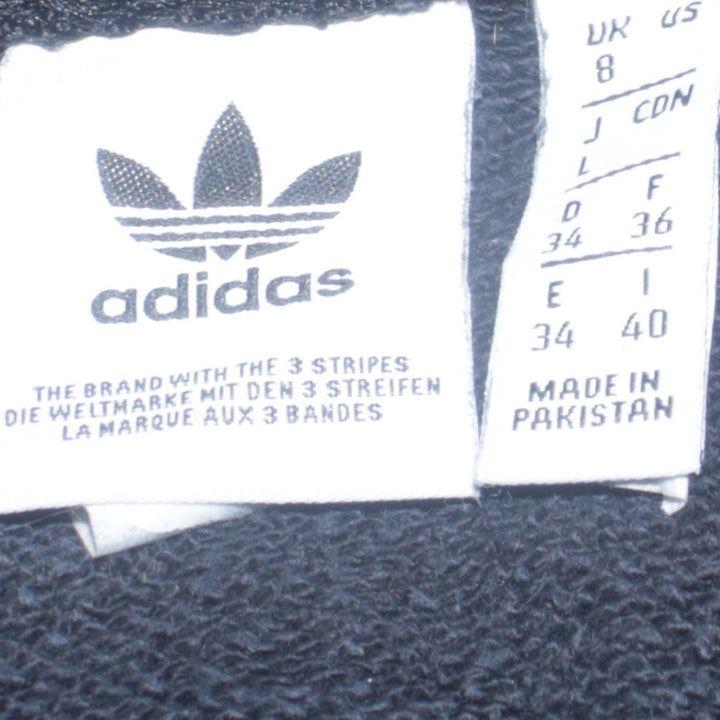 adidas
THE BRAND WITH THE 3 STRIPES
DIE WELTMARKE MIT DEN 3 STREIFEN
LA MARQUE AUX 3 BANDES
UK US
8
J CDN
L
D F
34 36
E I
34 40
MADE IN
PAKISTAN